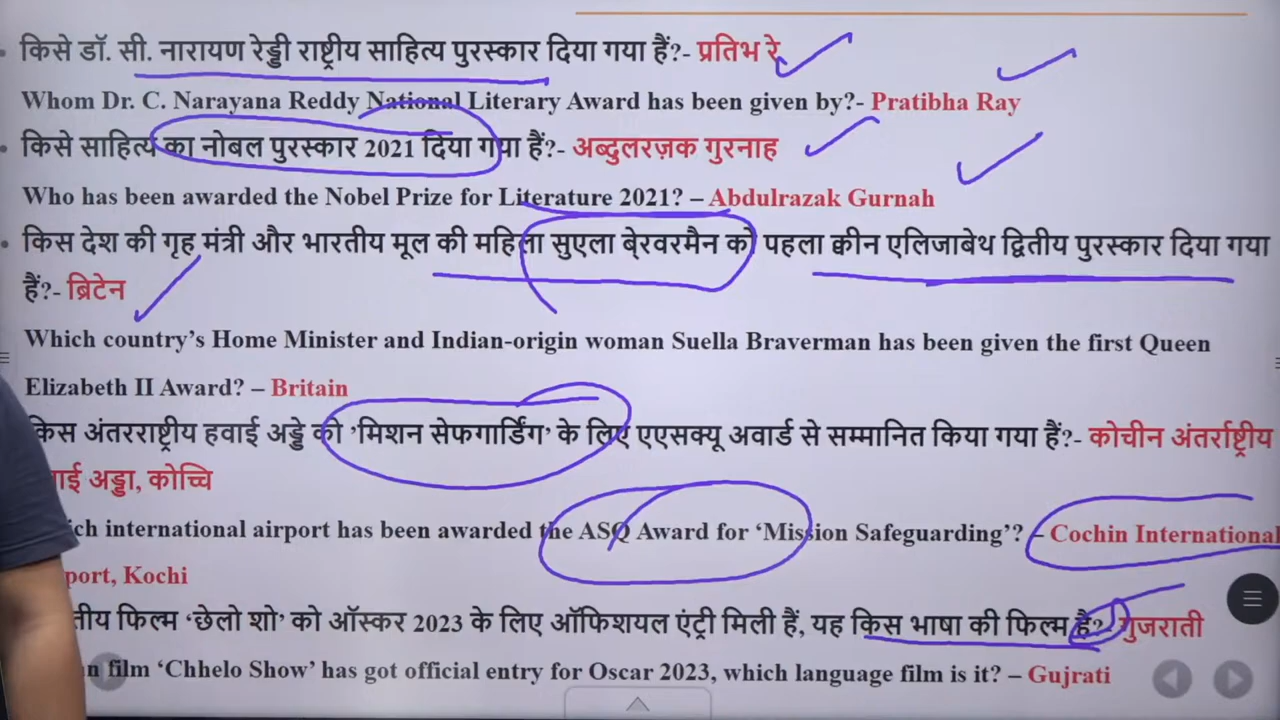 किसे डॉ. सी. नारायण रेड्डी राष्ट्रीय साहित्य पुरस्कार दिया गया हैं?- प्रतिभ रे
Whom Dr. C. Narayana Reddy National Literary Award has been given by?- Pratibha Ray
किसे साहित्य का नोबल पुरस्कार 2021 दिया गया हैं?- अब्दुलरज़क गुरनाह
Who has been awarded the Nobel Prize for Literature 2021? – Abdulrazak Gurnah
किस देश की गृह मंत्री और भारतीय मूल की महिला सुएला बे्रवरमैन को पहला क्वीन एलिजाबेथ द्वितीय पुरस्कार दिया गया
हैं?- ब्रिटेन
Which country's Home Minister and Indian-origin woman Suella Braverman has been given the first Queen
Elizabeth II Award? – Britain
किस अंतरराष्ट्रीय हवाई अड्डे को 'मिशन सेफगार्डिंग' के लिए एएसक्यू अवार्ड से सम्मानित किया गया हैं?- कोचीन अंतर्राष्ट्रीय
अड्डा, कोच्चि
international airport has been awarded the ASQ Award for 'Mission Safeguarding'? – Cochin International
Kochi
फिल्म 'छेलो शो' को ऑस्कर 2023 के लिए ऑफिशयल एंट्री मिली हैं, यह किस भाषा की फिल्म है?- गुजराती
film 'Chhelo Show' has got official entry for Oscar 2023, which language film is it? – Gujrati